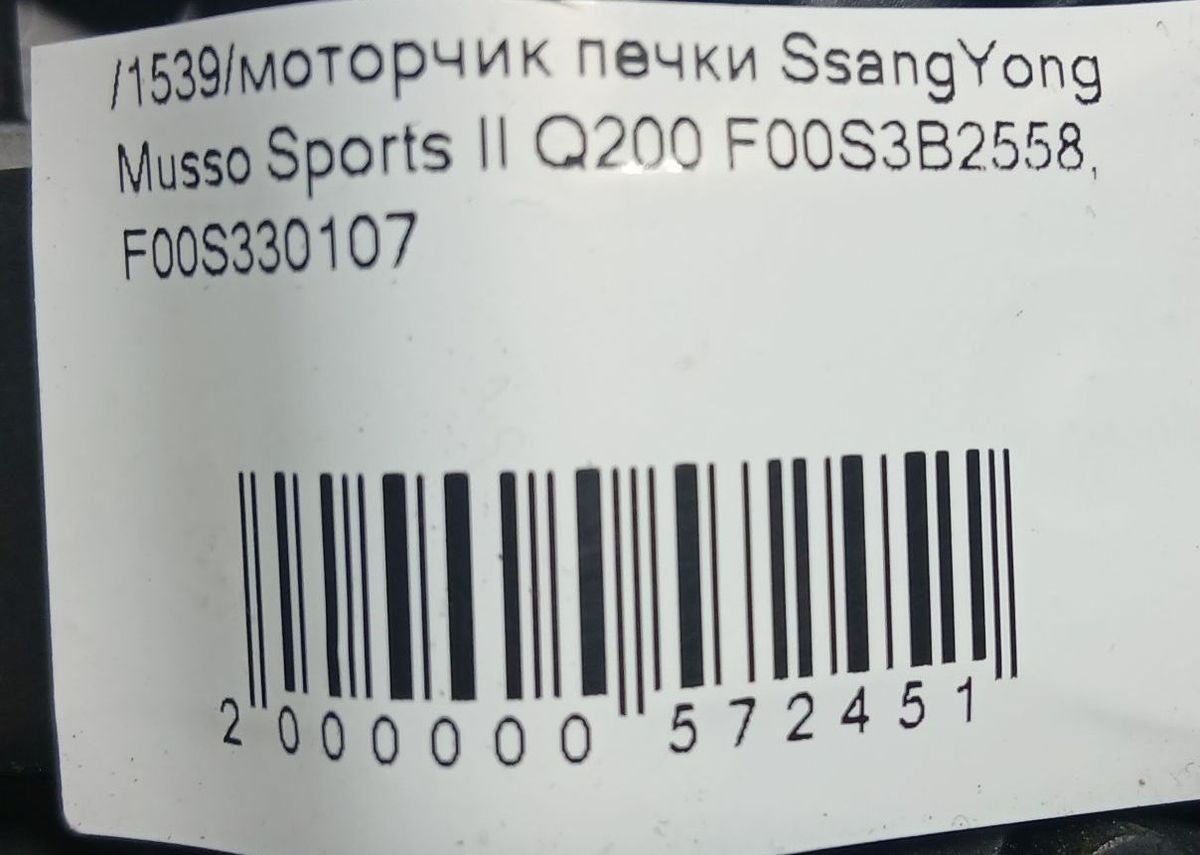 /1539/моторчик печки SsangYong
Musso Sports II Q200 F00S3B2558,
F00S330107
2 000000 572451